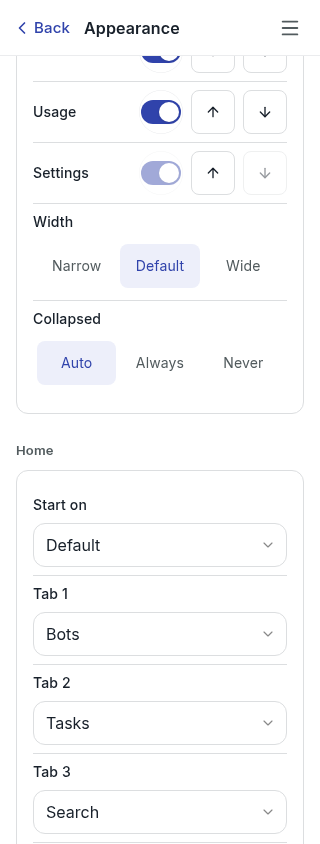 Back Appearance
Usage
Settings
Width
Narrow Default Wide
Collapsed
Auto Always Never
Home
Start on
Default
Tab 1
Bots
Tab 2
Tasks
Tab 3
Search